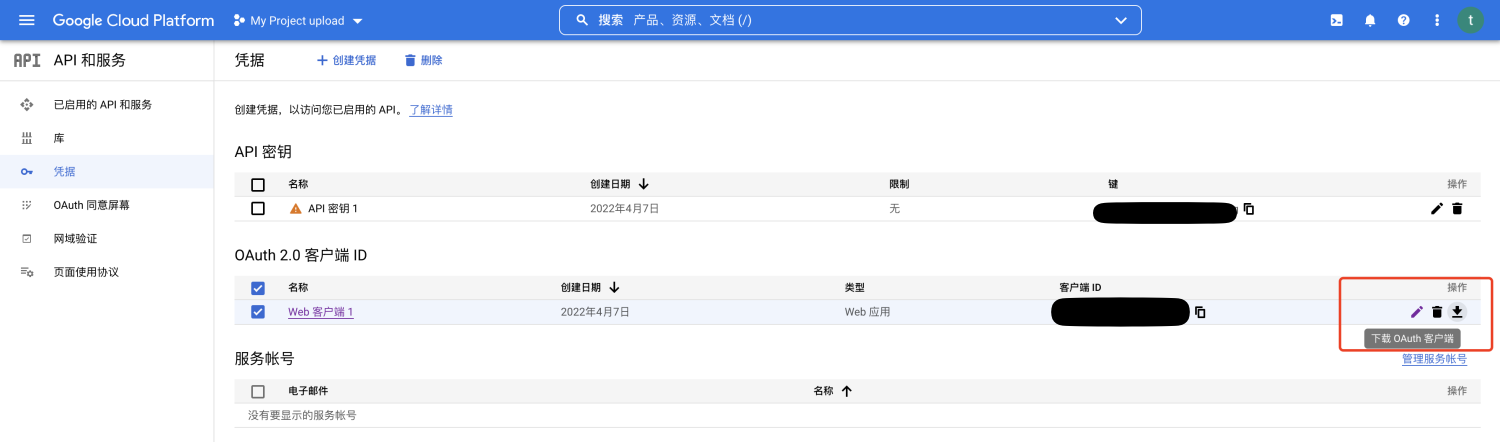 Google Cloud Platform My Project upload 搜索 产品、资源、文档 (/) t
API API 和服务 凭据 创建凭据 删除
已启用的 API 和服务
库
凭据
OAuth 同意屏幕
网域验证
页面使用协议
创建凭据，以访问您已启用的 API。 了解详情
API 密钥
名称 创建日期 限制 键 操作
API 密钥 1 2022年4月7日 无
OAuth 2.0 客户端 ID
名称 创建日期 类型 客户端 ID 操作
Web 客户端 1 2022年4月7日 Web 应用
下载 OAuth 客户端
服务帐号 管理服务帐号
电子邮件 名称 操作
没有要显示的服务帐号